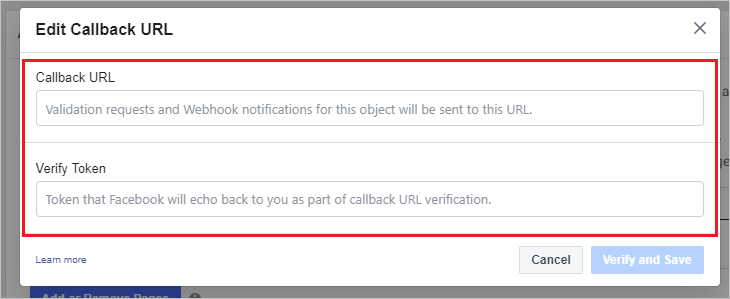 Edit Callback URL
Callback URL
Validation requests and Webhook notifications for this object will be sent to this URL.
Verify Token
Token that Facebook will echo back to you as part of callback URL verification.
Learn more
Cancel
Verify and Save
Add or Remove Pages